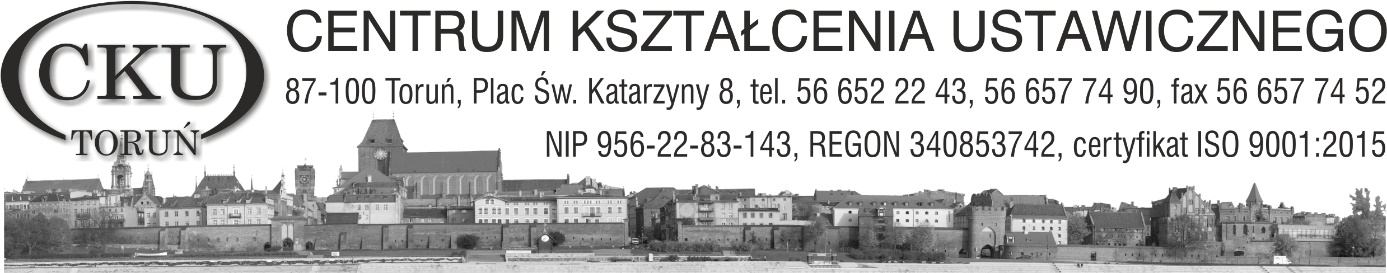 CENTRUM KSZTAŁCENIA USTAWICZNEGO
CKU
TORUŃ
87-100 Toruń, Plac Św. Katarzyny 8, tel. 56 652 22 43, 56 657 74 90, fax 56 657 74 52
NIP 956-22-83-143, REGON 340853742, certyfikat ISO 9001:2015